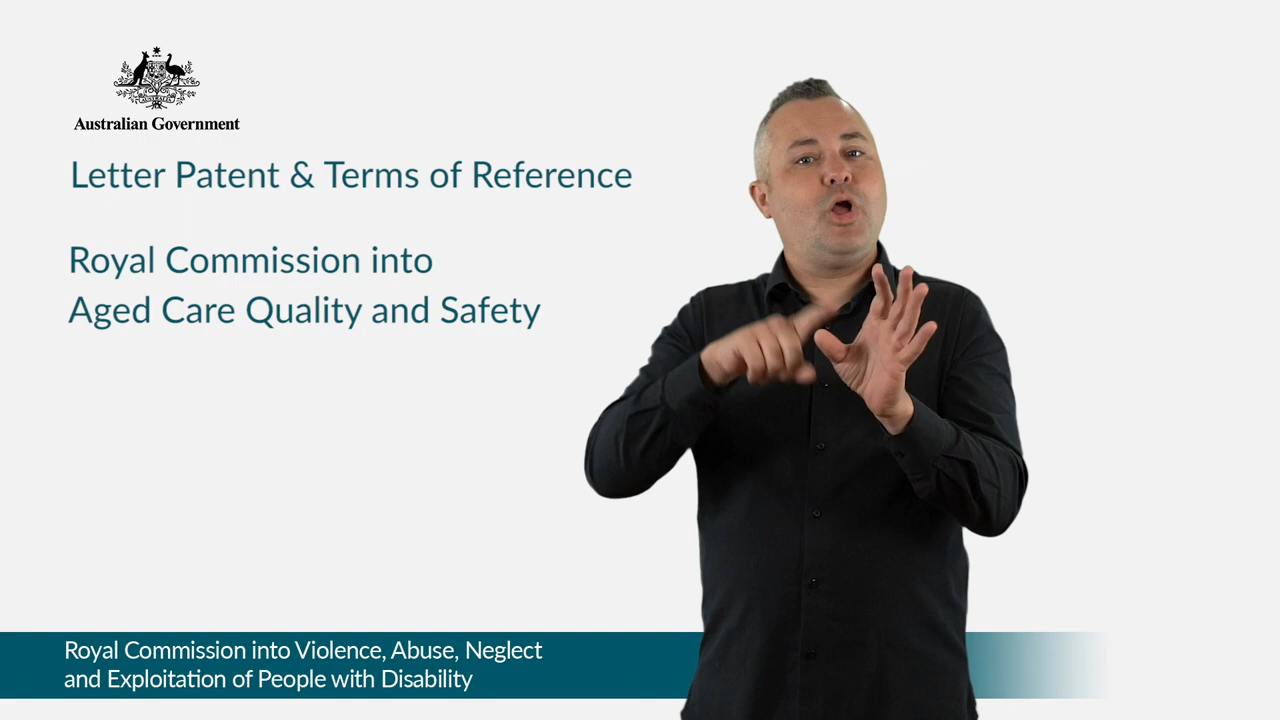 Australian Government
Letter Patent & Terms of Reference
Royal Commission into
Aged Care Quality and Safety
Royal Commission into Violence, Abuse, Neglect
and Exploitation of People with Disability